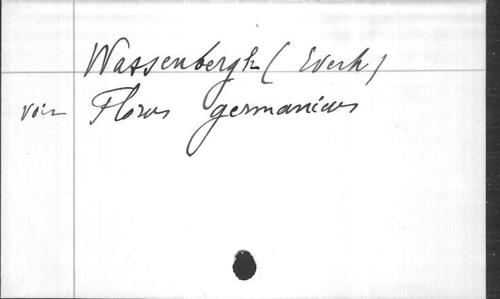 Wassenbergh (Everh)
voir Florus germanicus